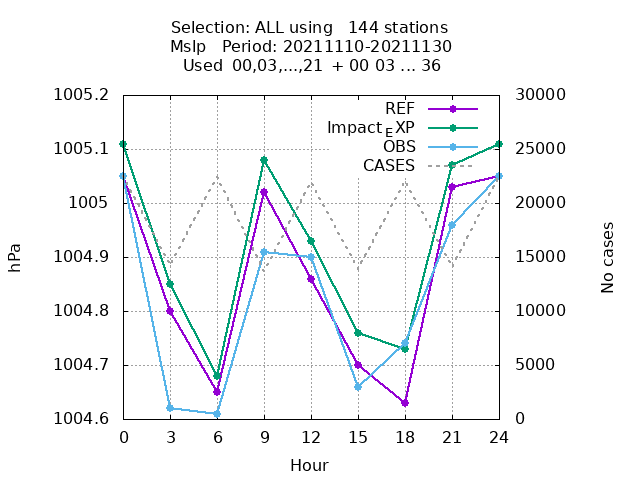 Selection: ALL using 144 stations
Mslp Period: 20211110-20211130
Used 00,03,...,21 + 00 03 ... 36
1005.2
1005.1
1005
1004.9
1004.8
1004.7
1004.6
hPa
REF
Impact_EXP
OBS
CASES
30000
25000
20000
15000
10000
5000
0
No cases
0 3 6 9 12 15 18 21 24
Hour